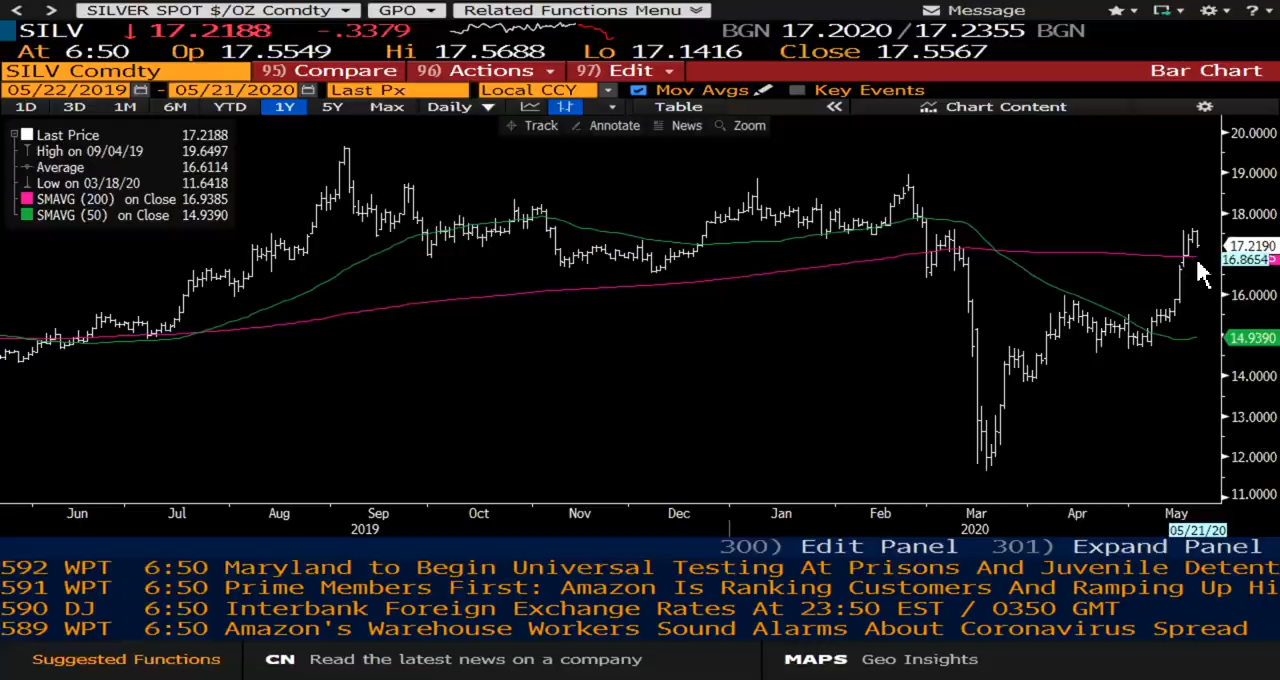 < > SILVER SPOT $/OZ Comdty GPO Related Functions Menu Message
SILV ↓ 17.2188 -.3379 BGN 17.2020/17.2355 BGN
At 6:50 Op 17.5549 Hi 17.5688 Lo 17.1416 Close 17.5567
SILV Comdty 95) Compare 96) Actions 97) Edit Bar Chart
05/22/2019 - 05/21/2020 Last Px Local CCY Mov Avgs Key Events
1D 3D 1M 6M YTD 1Y 5Y Max Daily ▼ Table « Chart Content
Track Annotate News Zoom
Last Price 17.2188
High on 09/04/19 19.6497
Average 16.6114
Low on 03/18/20 11.6418
SMAVG (200) on Close 16.9385
SMAVG (50) on Close 14.9390
20.0000
19.0000
18.0000
17.2190
16.8654
16.0000
14.9390
14.0000
13.0000
12.0000
11.0000
Jun Jul Aug Sep Oct Nov Dec Jan Feb Mar Apr May
2019 2020 05/21/20
300) Edit Panel 301) Expand Panel
592 WPT 6:50 Maryland to Begin Universal Testing At Prisons And Juvenile Detent
591 WPT 6:50 Prime Members First: Amazon Is Ranking Customers And Ramping Up Hi
590 DJ 6:50 Interbank Foreign Exchange Rates At 23:50 EST / 0350 GMT
589 WPT 6:50 Amazon's Warehouse Workers Sound Alarms About Coronavirus Spread
Suggested Functions CN Read the latest news on a company MAPS Geo Insights